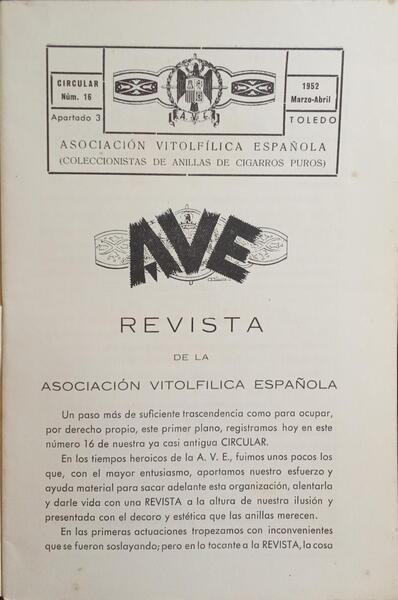 CIRCULAR
Núm. 16
Apartado 3
1952
Marzo-Abril
TOLEDO
ASOCIACIÓN VITOLFÍLICA ESPAÑOLA
(COLECCIONISTAS DE ANILLAS DE CIGARROS PUROS)
AVE
REVISTA
DE LA
ASOCIACIÓN VITOLFILICA ESPAÑOLA
Un paso más de suficiente trascendencia como para ocupar,
por derecho propio, este primer plano, registramos hoy en este
número 16 de nuestra ya casi antigua CIRCULAR.
En los tiempos heroicos de la A. V. E., fuimos unos pocos los
que, con el mayor entusiasmo, aportamos nuestro esfuerzo y
ayuda material para sacar adelante esta organización, alentarla
y darle vida con una REVISTA a la altura de nuestra ilusión y
presentada con el decoro y estética que las anillas merecen.
En las primeras actuaciones tropezamos con inconvenientes
que se fueron soslayando; pero en lo tocante a la REVISTA, la cosa